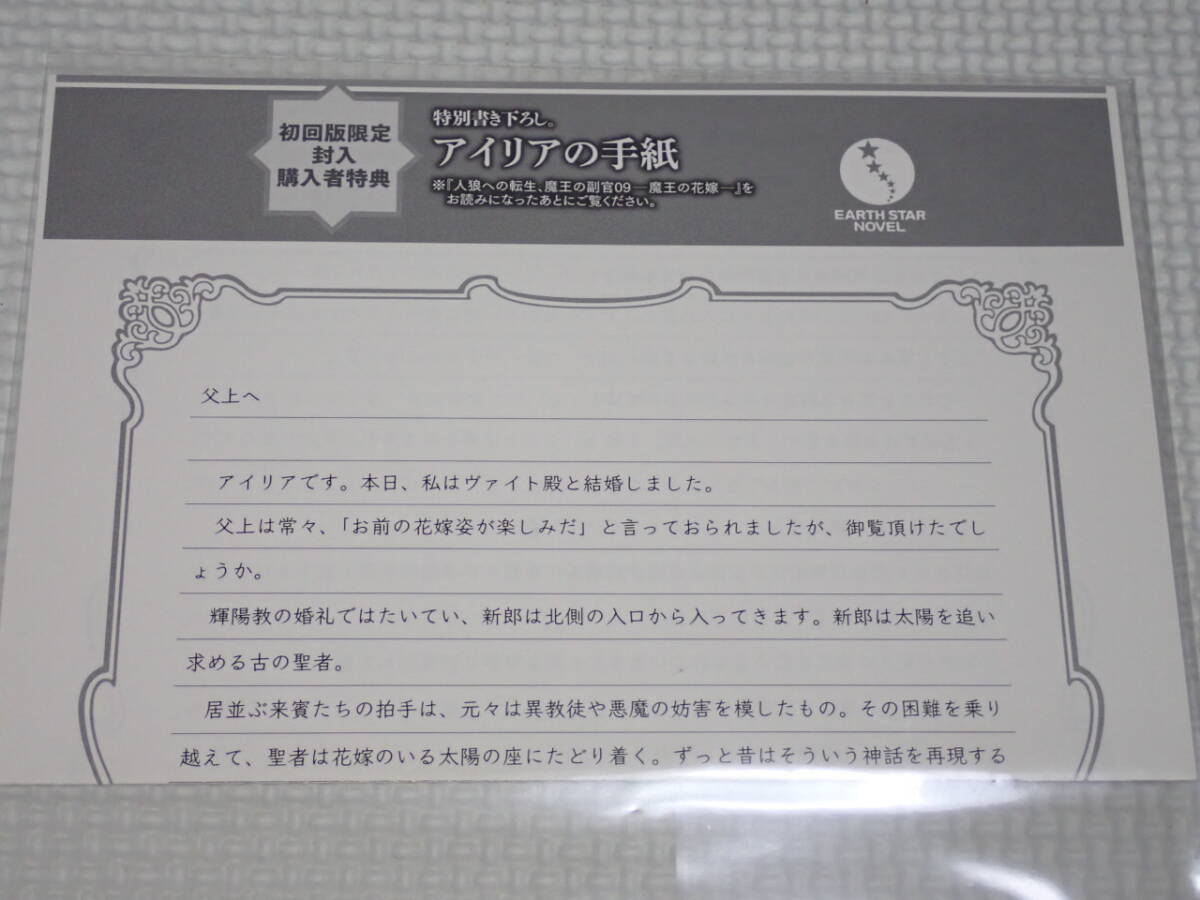 初回版限定
封入
購入者特典
特別書き下ろし。
アイリアの手紙
※『人狼への転生、魔王の副官09―魔王の花嫁―』を
お読みになったあとにご覧ください。
EARTH STAR
NOVEL
父上へ
アイリアです。本日、私はヴァイト殿と結婚しました。
父上は常々、「お前の花嫁姿が楽しみだ」と言っておられましたが、御覧頂けたでし
ょうか。
輝陽教の婚礼ではたいてい、新郎は北側の入口から入ってきます。新郎は太陽を追い
求める古の聖者。
居並ぶ来賓たちの拍手は、元々は異教徒や悪魔の妨害を模したもの。その困難を乗り
越えて、聖者は花嫁のいる太陽の座にたどり着く。ずっと昔はそういう神話を再現する